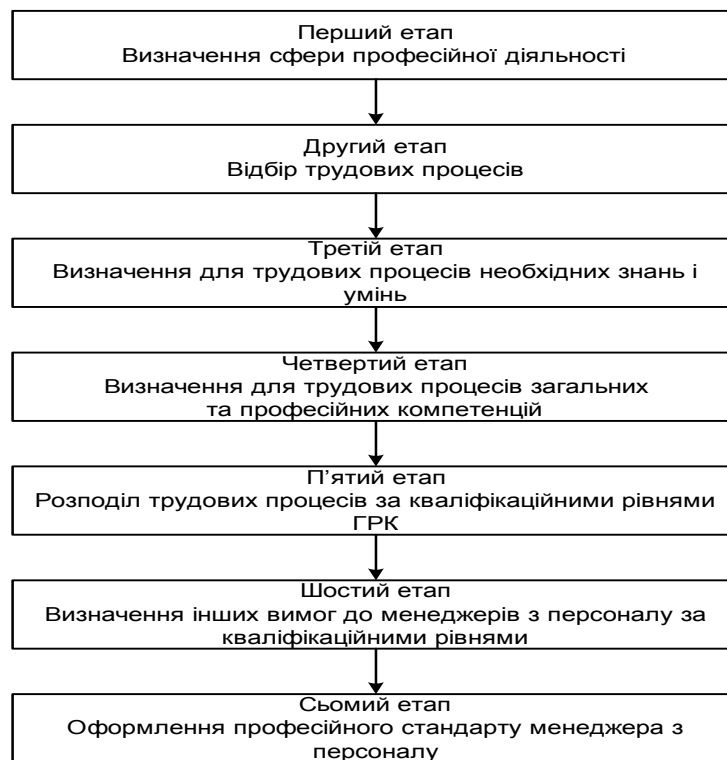 Перший етап
Визначення сфери професійної діяльності
Другий етап
Відбір трудових процесів
Третій етап
Визначення для трудових процесів необхідних знань і
умінь
Четвертий етап
Визначення для трудових процесів загальних
та професійних компетенцій
П'ятий етап
Розподіл трудових процесів за кваліфікаційними рівнями
ГРК
Шостий етап
Визначення інших вимог до менеджерів з персоналу за
кваліфікаційними рівнями
Сьомий етап
Оформлення професійного стандарту менеджера з
персоналу